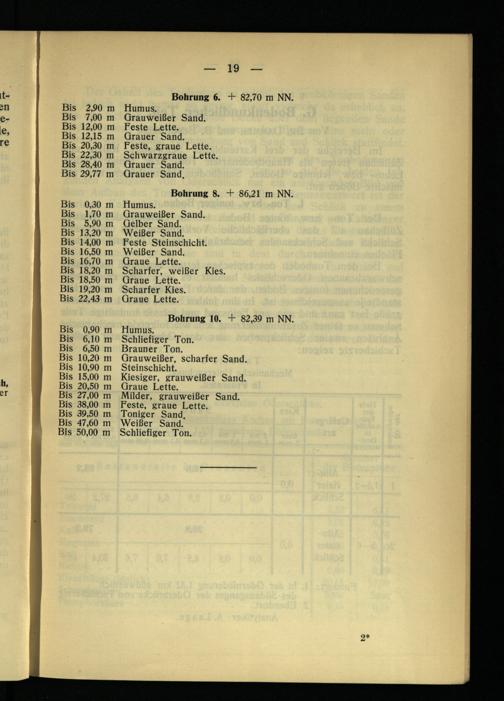 — 19 —
Bohrung 6. + 82,70 m NN.
Bis 2,90 m Humus.
Bis 7,00 m Grauweißer Sand.
Bis 12,00 m Feste Lette.
Bis 12,15 m Grauer Sand.
Bis 20,30 m Feste, graue Lette.
Bis 22,30 m Schwarzgraue Lette.
Bis 28,40 m Grauer Sand.
Bis 29,77 m Grauer Sand.
Bohrung 8. + 86,21 m NN.
Bis 0,30 m Humus.
Bis 1,70 m Grauweißer Sand.
Bis 5,90 m Gelber Sand.
Bis 13,20 m Weißer Sand.
Bis 14,00 m Feste Steinschicht.
Bis 16,50 m Weißer Sand.
Bis 16,70 m Graue Lette.
Bis 18,20 m Scharfer, weißer Kies.
Bis 18,50 m Graue Lette.
Bis 19,20 m Scharfer Kies.
Bis 22,43 m Graue Lette.
Bohrung 10. + 82,39 m NN.
Bis 0,90 m Humus.
Bis 6,10 m Schliefiger Ton.
Bis 6,50 m Brauner Ton.
Bis 10,20 m Grauweißer, scharfer Sand.
Bis 10,90 m Steinschicht.
Bis 15,00 m Kiesiger, grauweißer Sand.
Bis 20,50 m Graue Lette.
Bis 27,00 m Milder, grauweißer Sand.
Bis 38,00 m Feste, graue Lette.
Bis 39,50 m Toniger Sand.
Bis 47,60 m Weißer Sand.
Bis 50,00 m Schliefiger Ton.
2*